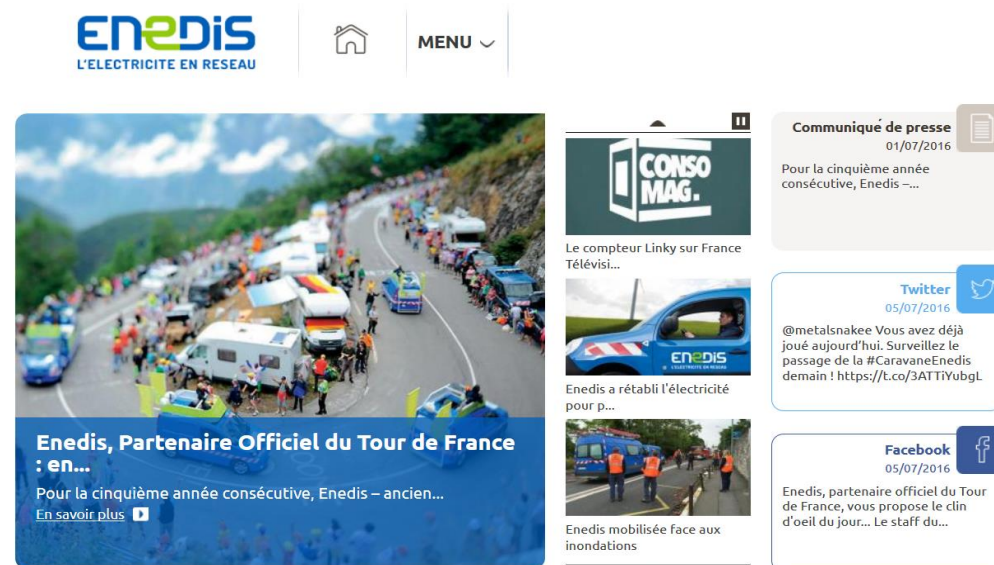 ENEDIS
L'ELECTRICITE EN RESEAU
MENU
Enedis, Partenaire Officiel du Tour de France
: en...
Pour la cinquième année consécutive, Enedis – ancien...
En savoir plus
CONSO
MAG.
Le compteur Linky sur France
Télévisi...
ENEDIS
L'ELECTRICITE EN RESEAU
Enedis a rétabli l'électricité
pour p...
Enedis mobilisée face aux
inondations
Communiqué de presse
01/07/2016
Pour la cinquième année
consécutive, Enedis –...
Twitter
05/07/2016
@metalsnakee Vous avez déjà
joué aujourd'hui. Surveillez le
passage de la #CaravaneEnedis
demain ! https://t.co/3ATTiYubgL
Facebook
05/07/2016
Enedis, partenaire officiel du Tour
de France, vous propose le clin
d'oeil du jour... Le staff du...